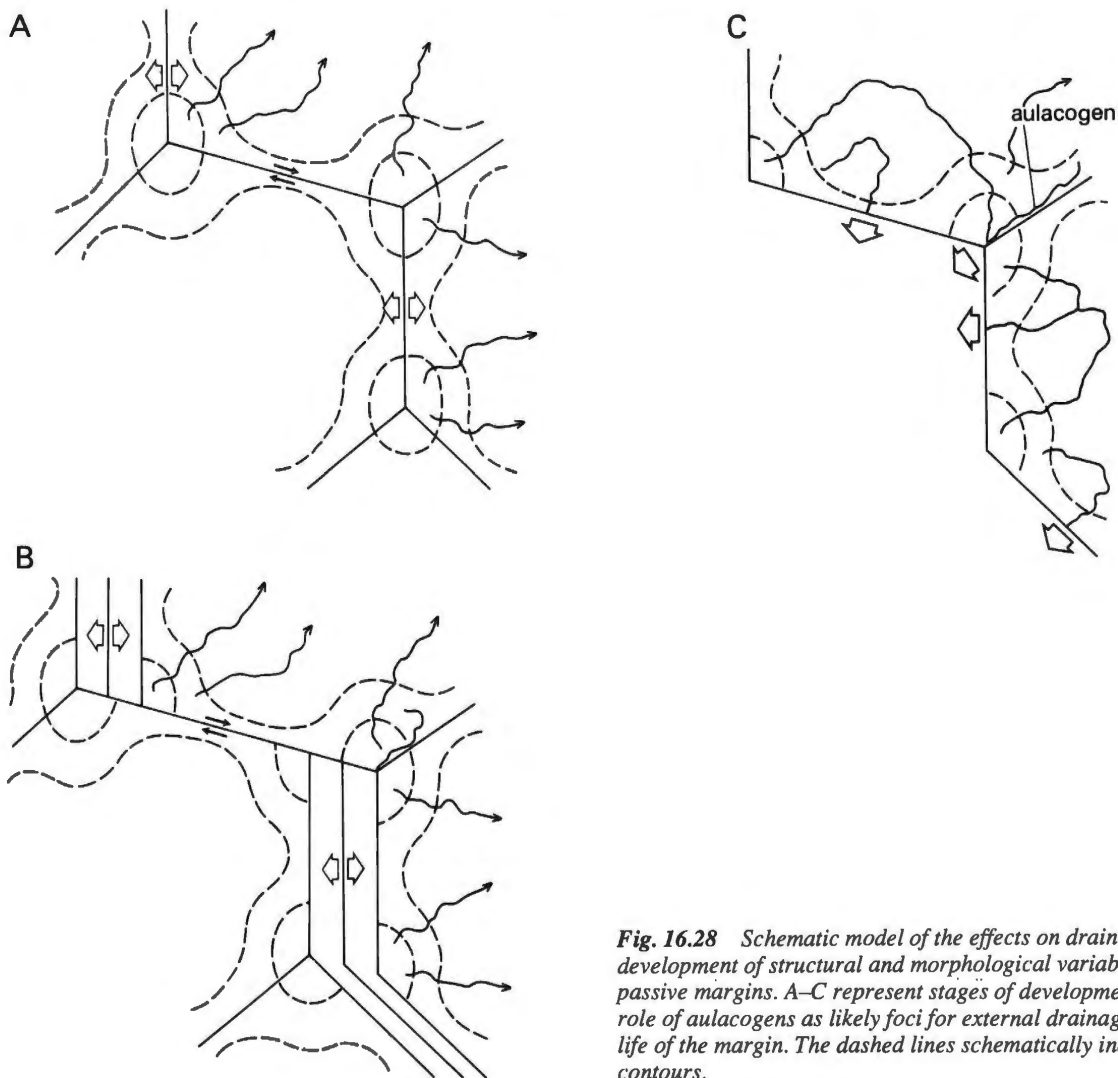 A
C
aulacogen
B
Fig. 16.28 Schematic model of the effects on drain
development of structural and morphological variab
passive margins. A–C represent stages of developme
role of aulacogens as likely foci for external drainag
life of the margin. The dashed lines schematically in
contours.